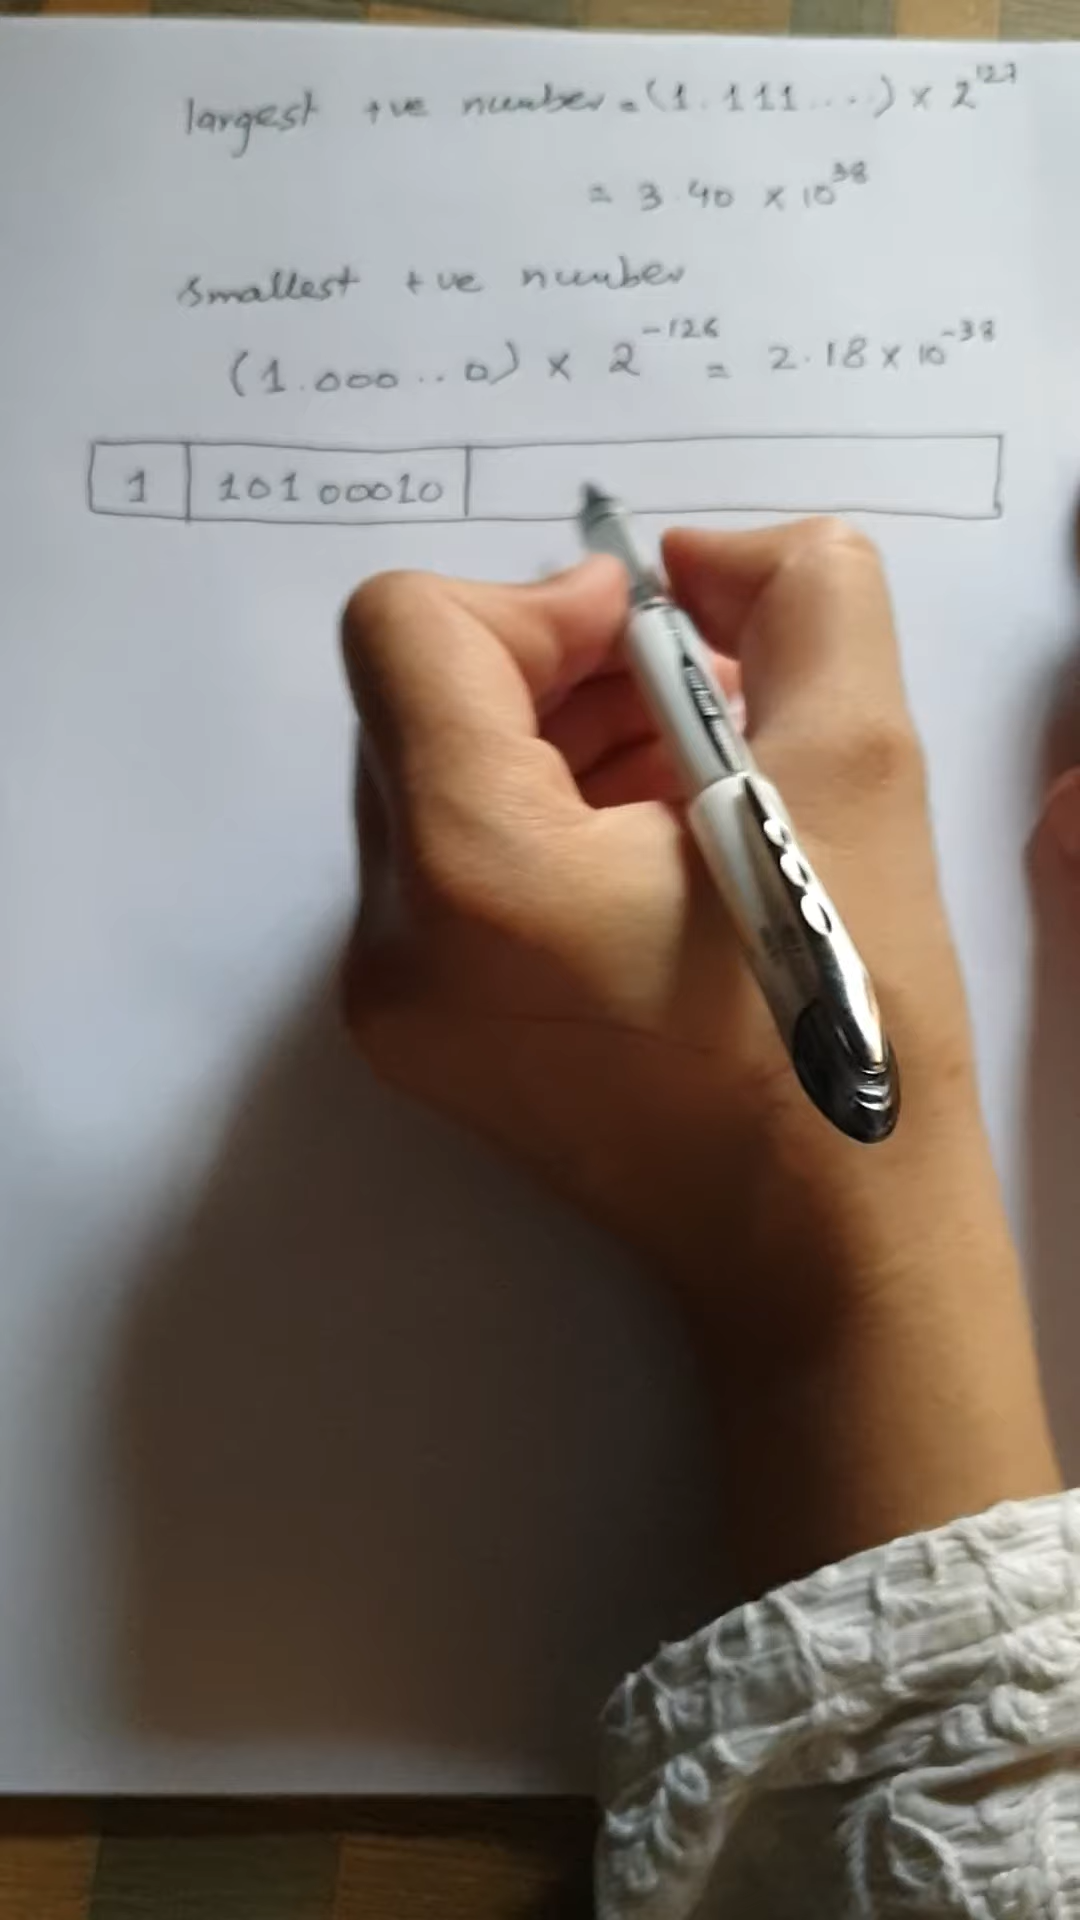 largest +ve number = (1.111....) × 2^127
= 3.40 × 10^38
smallest +ve number
(1.000..0) × 2^-126 = 2.18 × 10^-38
1 10100010